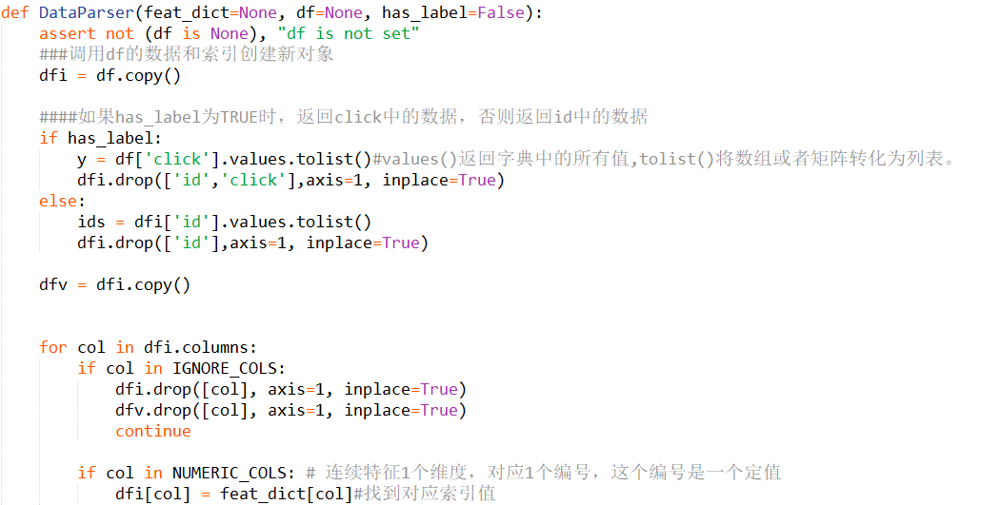 def DataParser(feat_dict=None, df=None, has_label=False):
    assert not (df is None), "df is not set"
    ###调用df的数据和索引创建新对象
    dfi = df.copy()
    ####如果has_label为TRUE时，返回click中的数据，否则返回id中的数据
    if has_label:
        y = df['click'].values.tolist()#values()返回字典中的所有值,tolist()将数组或者矩阵转化为列表。
        dfi.drop(['id','click'],axis=1, inplace=True)
    else:
        ids = dfi['id'].values.tolist()
        dfi.drop(['id'],axis=1, inplace=True)
    dfv = dfi.copy()
    for col in dfi.columns:
        if col in IGNORE_COLS:
            dfi.drop([col], axis=1, inplace=True)
            dfv.drop([col], axis=1, inplace=True)
            continue
        if col in NUMERIC_COLS: # 连续特征1个维度，对应1个编号，这个编号是一个定值
            dfi[col] = feat_dict[col]#找到对应索引值